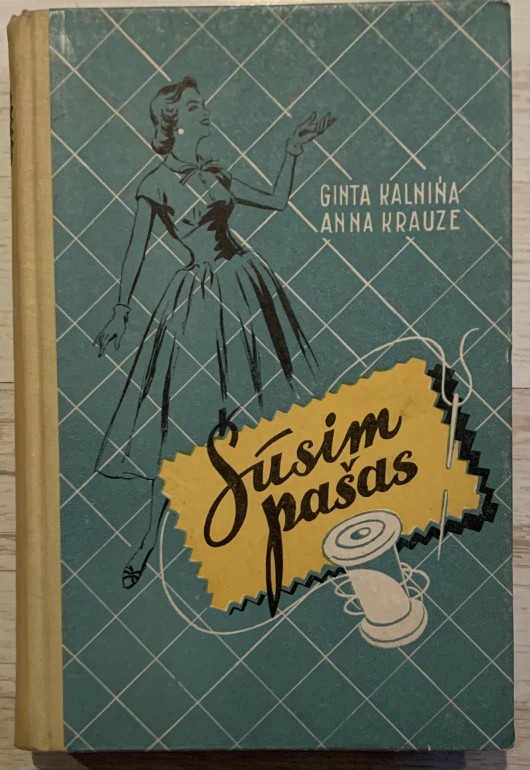 GINTA KALNIŅA
ANNA KRAUZE
Šūsim
pašas